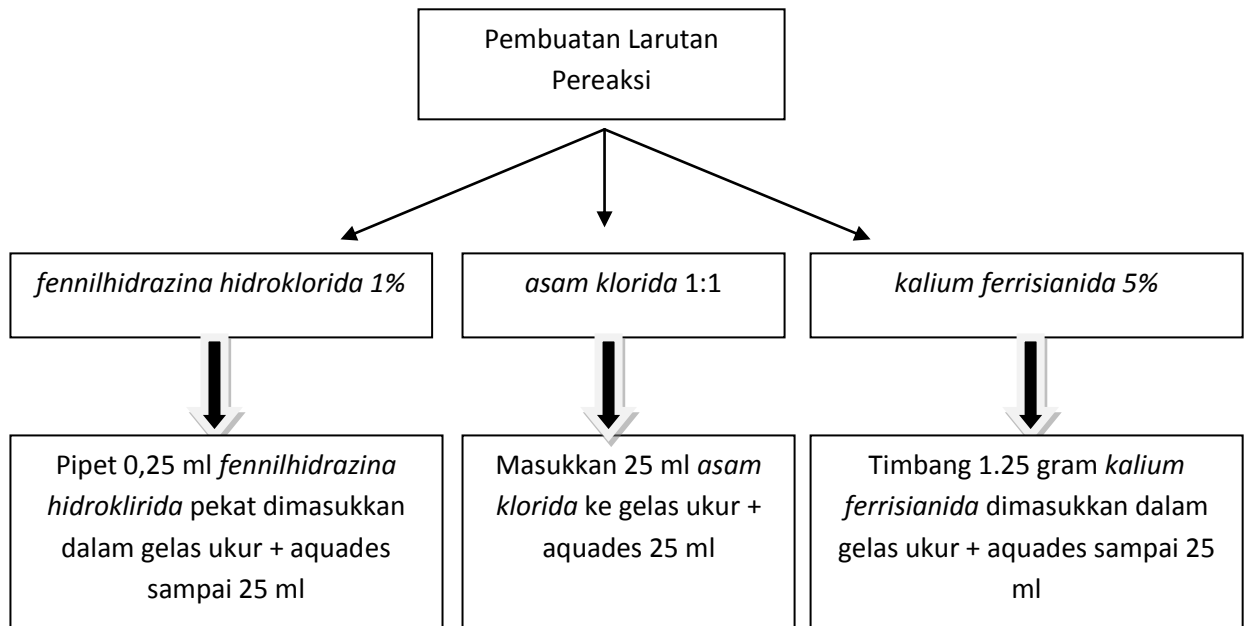 Pembuatan Larutan
Pereaksi
fennilhidrazina hidroklorida 1%
asam klorida 1:1
kalium ferrisianida 5%
Pipet 0,25 ml fennilhidrazina
hidroklirida pekat dimasukkan
dalam gelas ukur + aquades
sampai 25 ml
Masukkan 25 ml asam
klorida ke gelas ukur +
aquades 25 ml
Timbang 1.25 gram kalium
ferrisianida dimasukkan dalam
gelas ukur + aquades sampai 25
ml